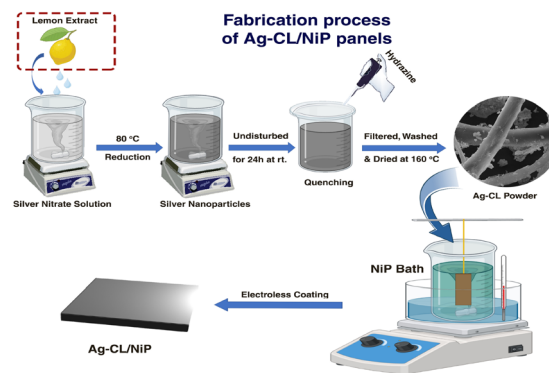 Fabrication process
of Ag-CL/NiP panels
Lemon Extract
Hydrazine
80 °C
Reduction
Undisturbed
for 24h at rt.
Filtered, Washed
& Dried at 160 °C
Silver Nitrate Solution
Silver Nanoparticles
Quenching
Ag-CL Powder
NiP Bath
Electroless Coating
Ag-CL/NiP